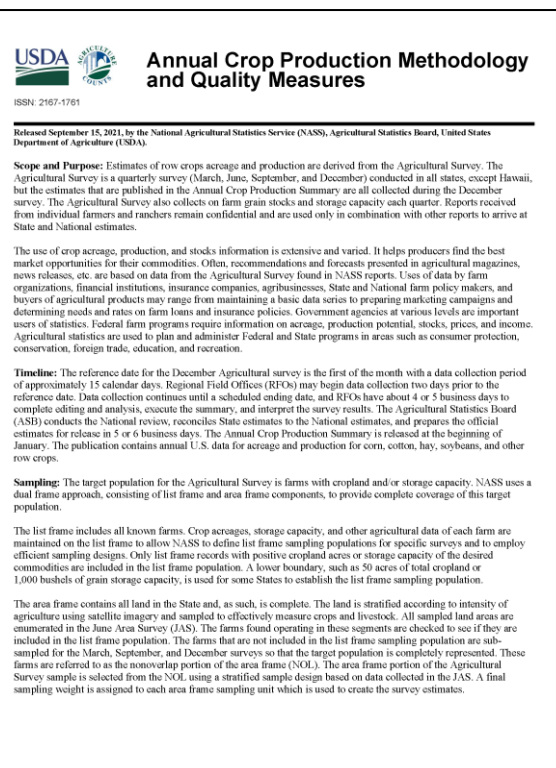 USDA
AGRICULTURE COUNTS
Annual Crop Production Methodology
and Quality Measures
ISSN: 2167-1761
Released September 15, 2021, by the National Agricultural Statistics Service (NASS), Agricultural Statistics Board, United States
Department of Agriculture (USDA).
Scope and Purpose: Estimates of row crops acreage and production are derived from the Agricultural Survey. The
Agricultural Survey is a quarterly survey (March, June, September, and December) conducted in all states, except Hawaii,
but the estimates that are published in the Annual Crop Production Summary are all collected during the December
survey. The Agricultural Survey also collects on farm grain stocks and storage capacity each quarter. Reports received
from individual farmers and ranchers remain confidential and are used only in combination with other reports to arrive at
State and National estimates.
The use of crop acreage, production, and stocks information is extensive and varied. It helps producers find the best
market opportunities for their commodities. Often, recommendations and forecasts presented in agricultural magazines,
news releases, etc. are based on data from the Agricultural Survey found in NASS reports. Uses of data by farm
organizations, financial institutions, insurance companies, agribusinesses, State and National farm policy makers, and
buyers of agricultural products may range from maintaining a basic data series to preparing marketing campaigns and
determining needs and rates on farm loans and insurance policies. Government agencies at various levels are important
users of statistics. Federal farm programs require information on acreage, production potential, stocks, prices, and income.
Agricultural statistics are used to plan and administer Federal and State programs in areas such as consumer protection,
conservation, foreign trade, education, and recreation.
Timeline: The reference date for the December Agricultural survey is the first of the month with a data collection period
of approximately 15 calendar days. Regional Field Offices (RFOs) may begin data collection two days prior to the
reference date. Data collection continues until a scheduled ending date, and RFOs have about 4 or 5 business days to
complete editing and analysis, execute the summary, and interpret the survey results. The Agricultural Statistics Board
(ASB) conducts the National review, reconciles State estimates to the National estimates, and prepares the official
estimates for release in 5 or 6 business days. The Annual Crop Production Summary is released at the beginning of
January. The publication contains annual U.S. data for acreage and production for corn, cotton, hay, soybeans, and other
row crops.
Sampling: The target population for the Agricultural Survey is farms with cropland and/or storage capacity. NASS uses a
dual frame approach, consisting of list frame and area frame components, to provide complete coverage of this target
population.
The list frame includes all known farms. Crop acreages, storage capacity, and other agricultural data of each farm are
maintained on the list frame to allow NASS to define list frame sampling populations for specific surveys and to employ
efficient sampling designs. Only list frame records with positive cropland acres or storage capacity of the desired
commodities are included in the list frame population. A lower boundary, such as 50 acres of total cropland or
1,000 bushels of grain storage capacity, is used for some States to establish the list frame sampling population.
The area frame contains all land in the State and, as such, is complete. The land is stratified according to intensity of
agriculture using satellite imagery and sampled to effectively measure crops and livestock. All sampled land areas are
enumerated in the June Area Survey (JAS). The farms found operating in these segments are checked to see if they are
included in the list frame population. The farms that are not included in the list frame sampling population are sub-
sampled for the March, September, and December surveys so that the target population is completely represented. These
farms are referred to as the nonoverlap portion of the area frame (NOL). The area frame portion of the Agricultural
Survey sample is selected from the NOL using a stratified sample design based on data collected in the JAS. A final
sampling weight is assigned to each area frame sampling unit which is used to create the survey estimates.